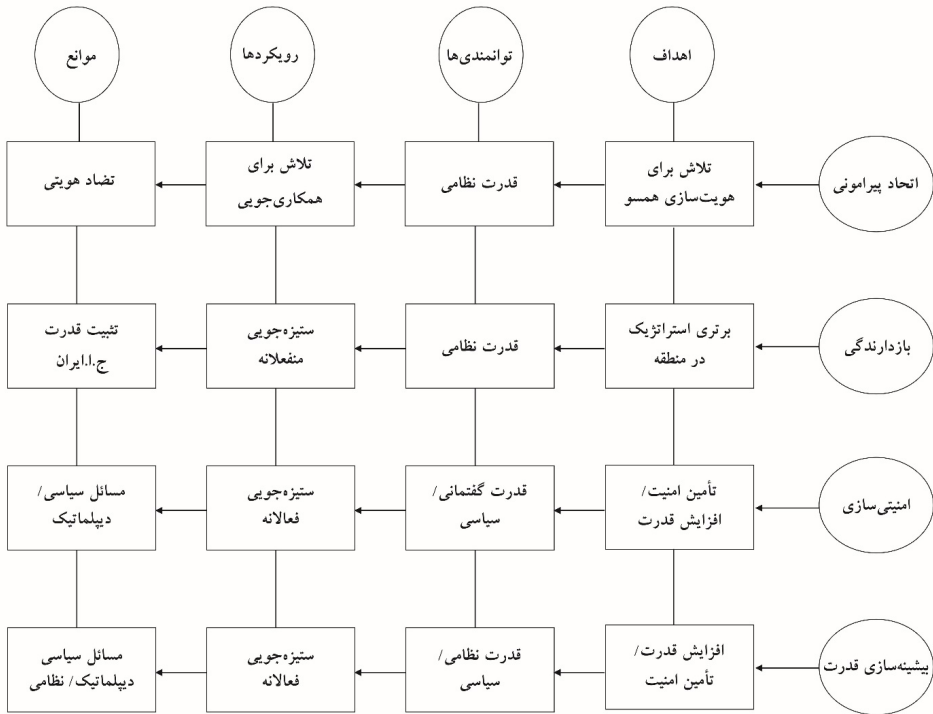 اهداف
توانمندی‌ها
رویکردها
موانع
اتحاد پیرامونی
تلاش برای
هویت‌سازی همسو
قدرت نظامی
تلاش برای
همکاری‌جویی
تضاد هویتی
بازدارندگی
برتری استراتژیک
در منطقه
قدرت نظامی
ستیزه‌جویی
منفعلانه
تثبیت قدرت
ج.ا.ایران
امنیتی‌سازی
تأمین امنیت/
افزایش قدرت
قدرت گفتمانی/
سیاسی
ستیزه‌جویی
فعالانه
مسائل سیاسی/
دیپلماتیک
بیشینه‌سازی قدرت
افزایش قدرت/
تأمین امنیت
قدرت نظامی/
سیاسی
ستیزه‌جویی
فعالانه
مسائل سیاسی
دیپلماتیک/ نظامی